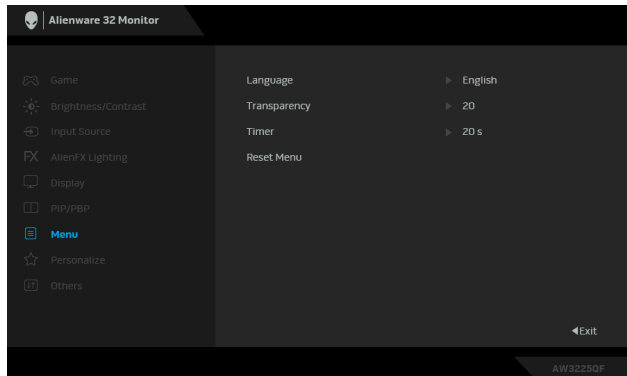 Alienware 32 Monitor
Game
Brightness/Contrast
Input Source
FX AlienFX Lighting
Display
PIP/PBP
Menu
Personalize
Others
Language English
Transparency 20
Timer 20 s
Reset Menu
Exit
AW3225QF